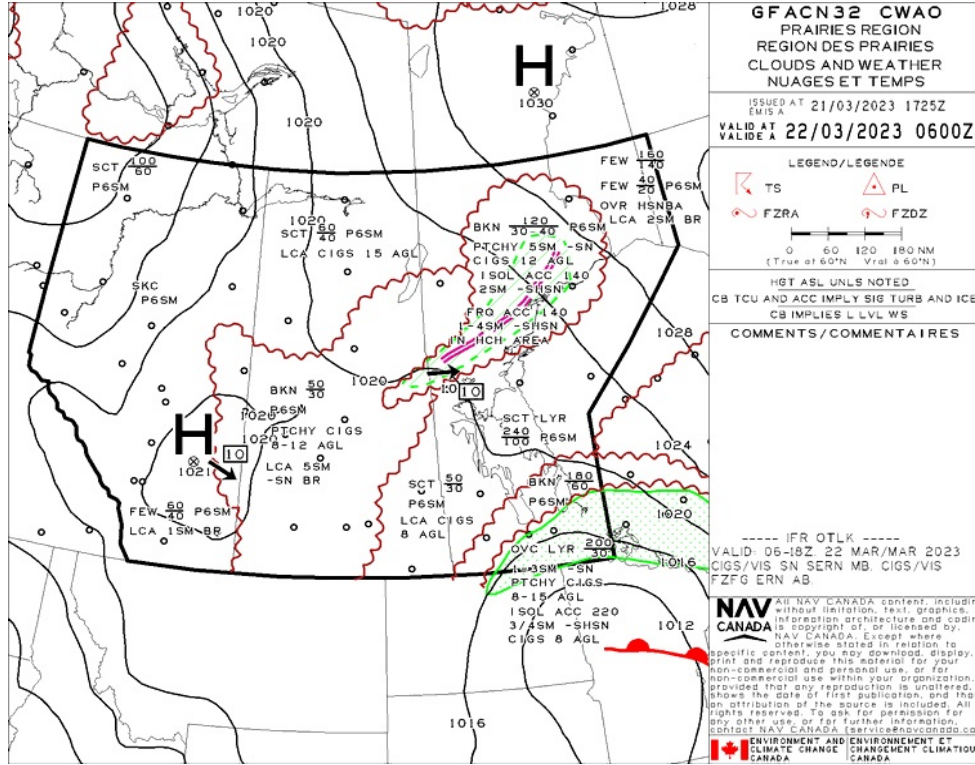 GFACN32 CWAO
PRAIRIES REGION
REGION DES PRAIRIES
CLOUDS AND WEATHER
NUAGES ET TEMPS
ISSUED AT 21/03/2023 1725Z
ÉMIS A
VALID AT 22/03/2023 0600Z
VALIDE A
LEGEND/LÉGENDE
TS
PL
FZRA
FZDZ
0 60 120 180 NM
(True at 60°N Vrai à 60°N)
HGT ASL UNLS NOTED
CB TCU AND ACC IMPLY SIG TURB AND ICE
CB IMPLIES L LVL WS
COMMENTS/COMMENTAIRES
----- IFR OTLK -----
VALID: 06-18Z. 22 MAR/MAR 2023
CIGS/VIS SN SERN MB. CIGS/VIS
FZFG ERN AB.
NAV CANADA
All NAV CANADA content, including
without limitation, text, graphics,
information architecture and coding
is copyright of, or licensed by,
NAV CANADA. Except where
otherwise stated in relation to
specific content, you may download, display,
print and reproduce this material for your
non-commercial and personal use, or for
non-commercial use within your organization,
provided that any reproduction is unaltered,
shows the date of first publication, and that
an attribution of the source is included. All
rights reserved. To ask for permission for
any other use, or for further information,
contact NAV CANADA (service@navcanada.ca
ENVIRONMENT AND
CLIMATE CHANGE
CANADA
ENVIRONNEMENT ET
CHANGEMENT CLIMATIQUE
CANADA
1020
1020
1028
1020
H
1030
SCT 100/60
P6SM
FEW 160/140
FEW 40/20 P6SM
OVR HSNBA
LCA 2SM BR
1020
SCT 60/40 P6SM
LCA CIGS 15 AGL
BKN 120/30-40 P6SM
PTCHY 5SM -SN
CIGS 12 AGL
ISOL ACC 140
2SM -SHSN
FRQ ACC 140
1-4SM -SHSN
IN HCH AREA
SKC
P6SM
1028
1020
10
10
BKN 50/30
P6SM
PTCHY CIGS
8-12 AGL
LCA 5SM
-SN BR
1020
1020
H
1021
10
SCT LYR
240/100 P6SM
1024
FEW 60/40 P6SM
LCA 1SM BR
SCT 50/30
P6SM
LCA CIGS
8 AGL
BKN 180/60
P6SM
1020
OVC LYR 200/30
1-3SM -SN
PTCHY CIGS
8-15 AGL
ISOL ACC 220
3/4SM -SHSN
CIGS 8 AGL
1016
1012
1016